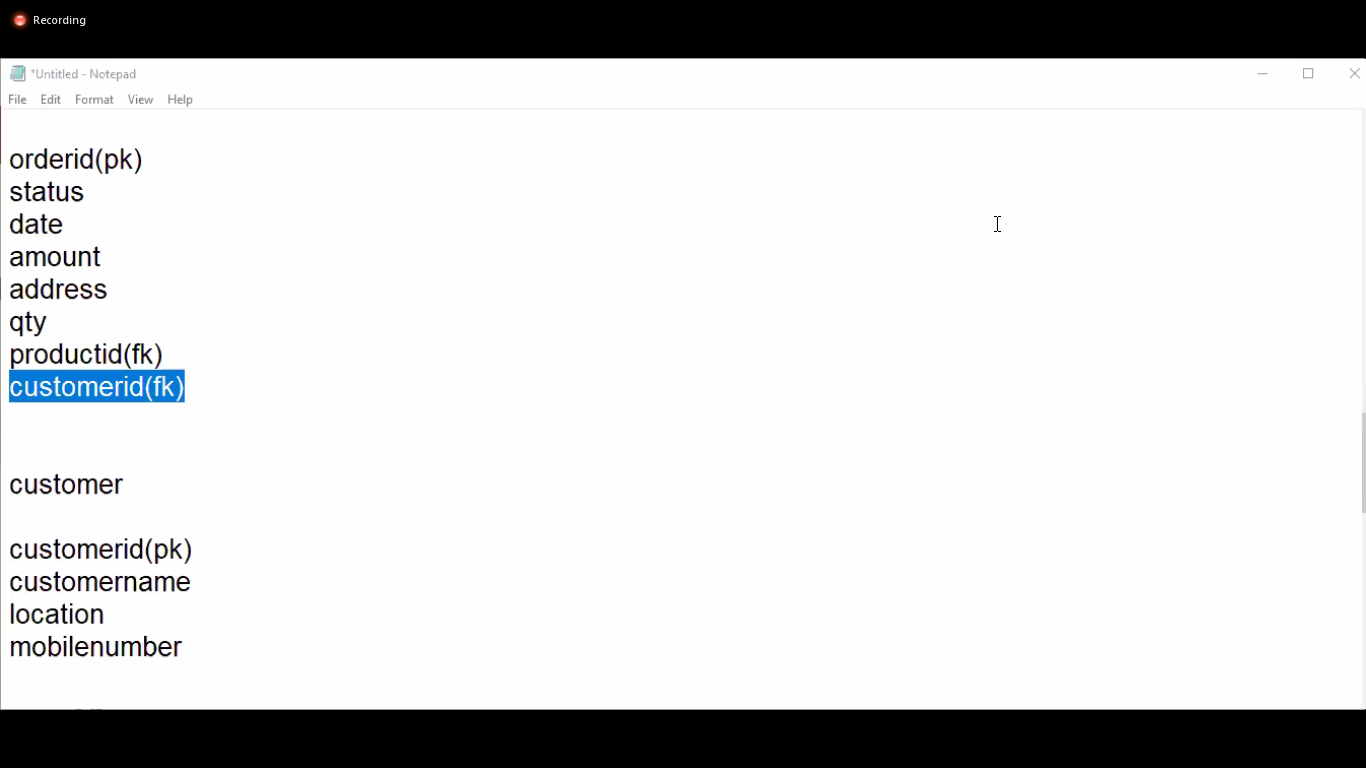 Recording
*Untitled - Notepad
File Edit Format View Help
orderid(pk)
status
date
amount
address
qty
productid(fk)
customerid(fk)
customer
customerid(pk)
customername
location
mobilenumber